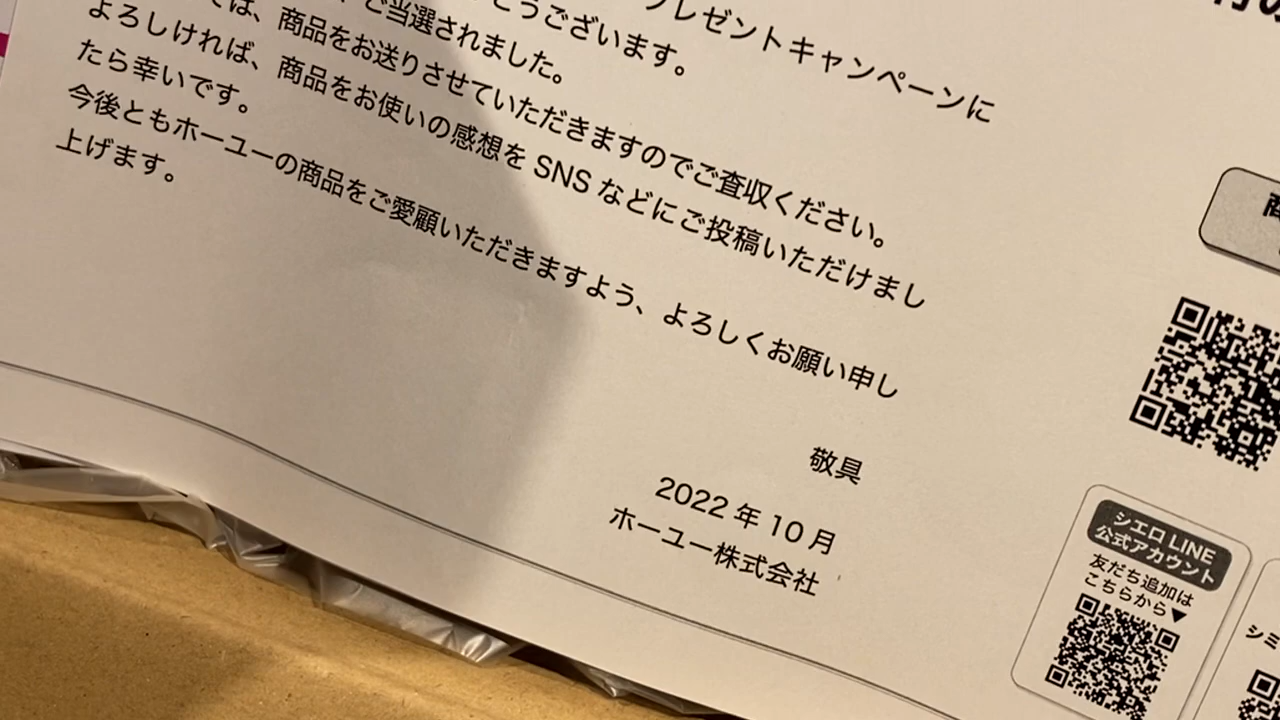 プレゼントキャンペーンに
とうございます。
ご当選されました。
ては、商品をお送りさせていただきますのでご査収ください。
よろしければ、商品をお使いの感想を SNS などにご投稿いただけまし
たら幸いです。
今後ともホーユーの商品をご愛顧いただきますよう、よろしくお願い申し
上げます。
敬具
2022 年 10 月
ホーユー株式会社
シエロ LINE
公式アカウント
友だち追加は
こちらから▼
シミ